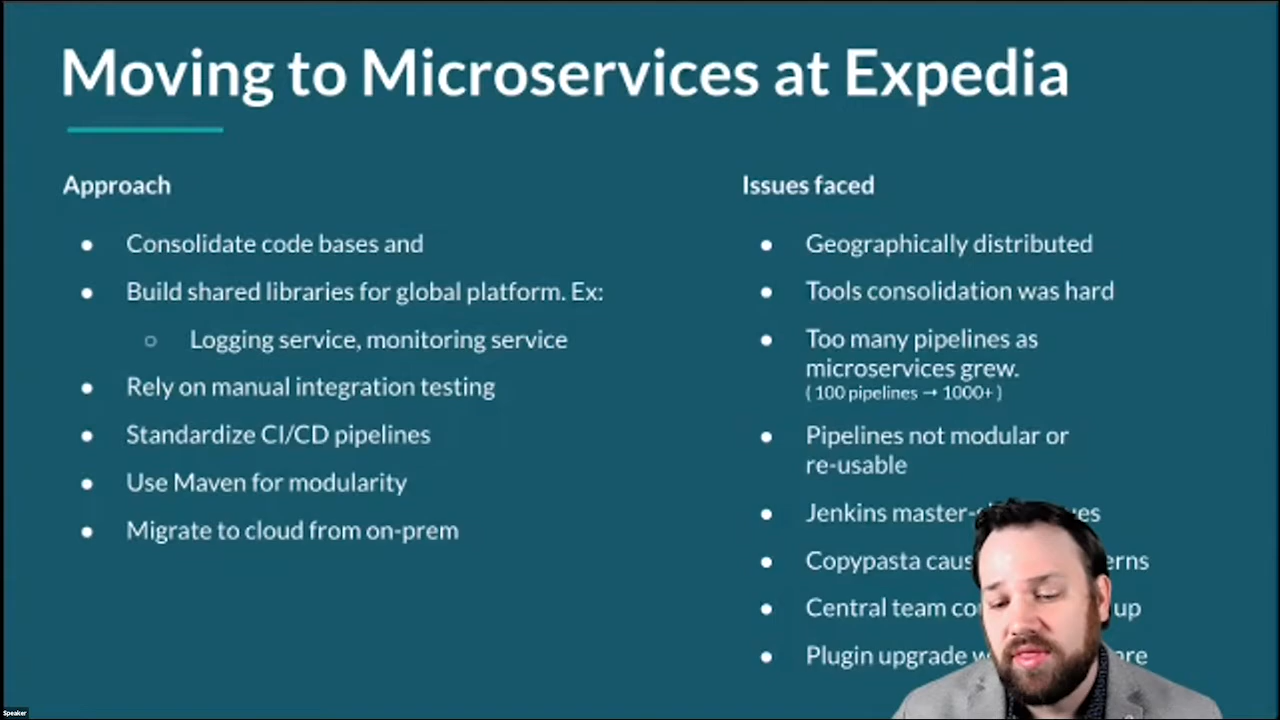 Moving to Microservices at Expedia
Approach
● Consolidate code bases and
● Build shared libraries for global platform. Ex:
○ Logging service, monitoring service
● Rely on manual integration testing
● Standardize CI/CD pipelines
● Use Maven for modularity
● Migrate to cloud from on-prem
Issues faced
● Geographically distributed
● Tools consolidation was hard
● Too many pipelines as
microservices grew.
( 100 pipelines → 1000+ )
● Pipelines not modular or
re-usable
● Jenkins
● Copypasta
● Central team up
● Plugin upgrade
Speaker